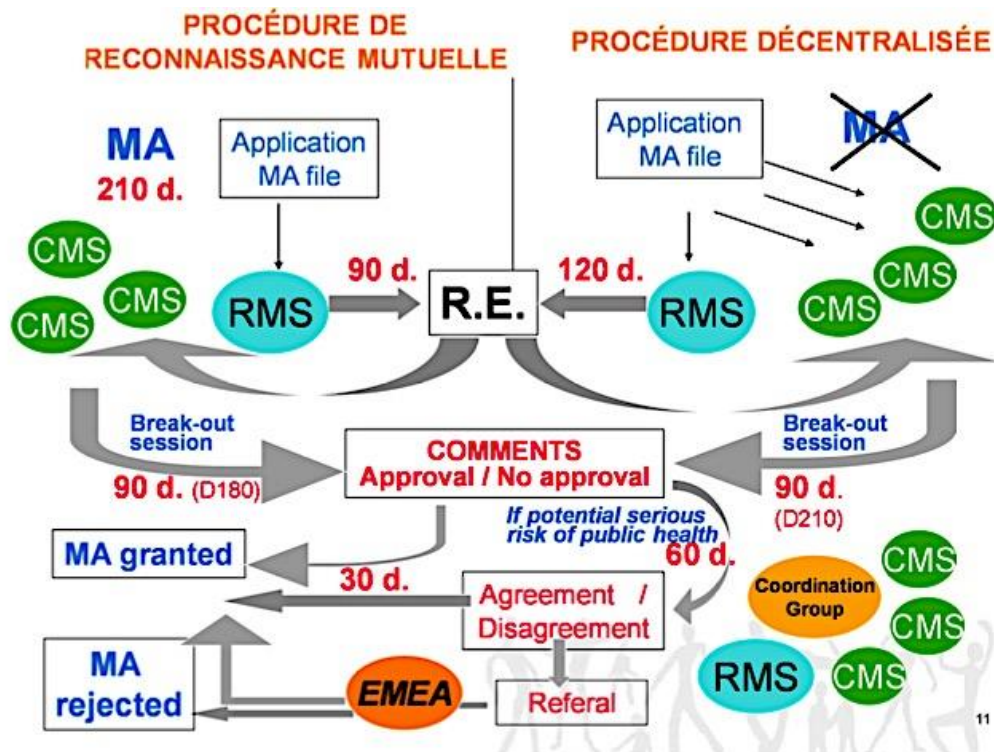 PROCÉDURE DE
RECONNAISSANCE MUTUELLE
PROCÉDURE DÉCENTRALISÉE
MA
210 d.
Application
MA file
Application
MA file
MA
CMS
CMS
CMS
RMS
90 d.
R.E.
120 d.
RMS
CMS
CMS
CMS
Break-out
session
90 d. (D180)
COMMENTS
Approval / No approval
Break-out
session
90 d.
(D210)
If potential serious
risk of public health
60 d.
MA granted
30 d.
Agreement /
Disagreement
Coordination
Group
CMS
CMS
CMS
RMS
MA
rejected
EMEA
Referal
11